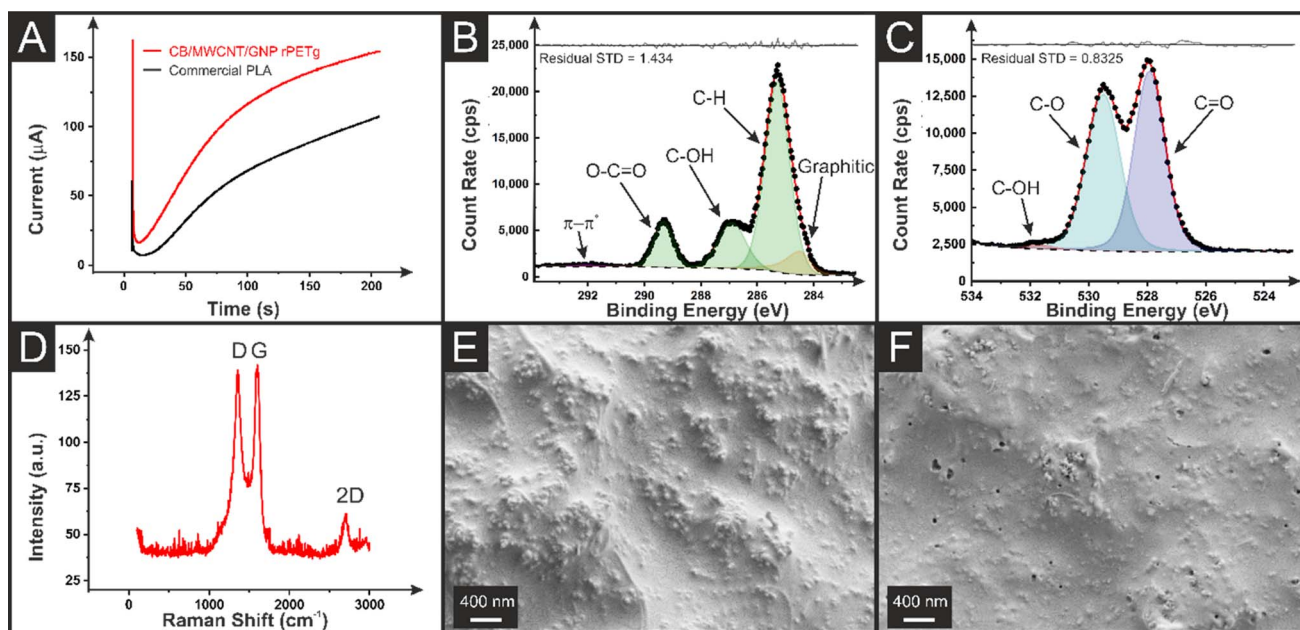 A
CB/MWCNT/GNP rPETg
Commercial PLA
150
100
50
0
Current (µA)
0
50
100
150
200
Time (s)
B
25,000
20,000
15,000
10,000
5,000
0
Count Rate (cps)
Residual STD = 1.434
C-H
O-C=O
C-OH
Graphitic
π–π*
292
290
288
286
284
Binding Energy (eV)
C
15,000
12,500
10,000
7,500
5,000
2,500
0
Count Rate (cps)
Residual STD = 0.8325
C-O
C=O
C-OH
534
532
530
528
526
524
Binding Energy (eV)
D
150
125
100
75
50
25
Intensity (a.u.)
D G
2D
0
1000
2000
3000
Raman Shift (cm⁻¹)
E
400 nm
F
400 nm